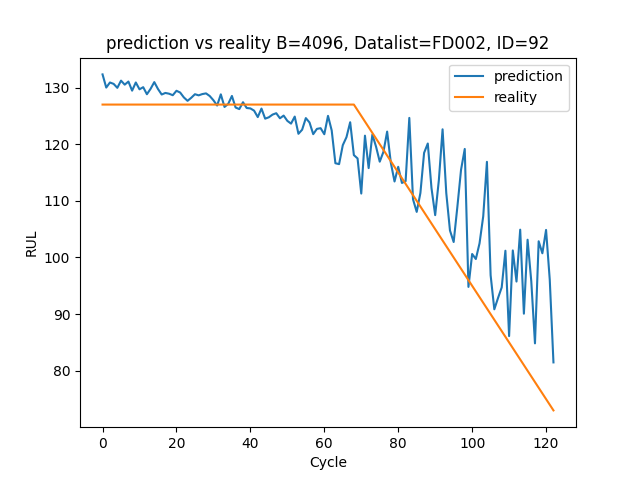 prediction vs reality B=4096, Datalist=FD002, ID=92
prediction
reality
130
120
110
100
90
80
RUL
0 20 40 60 80 100 120
Cycle